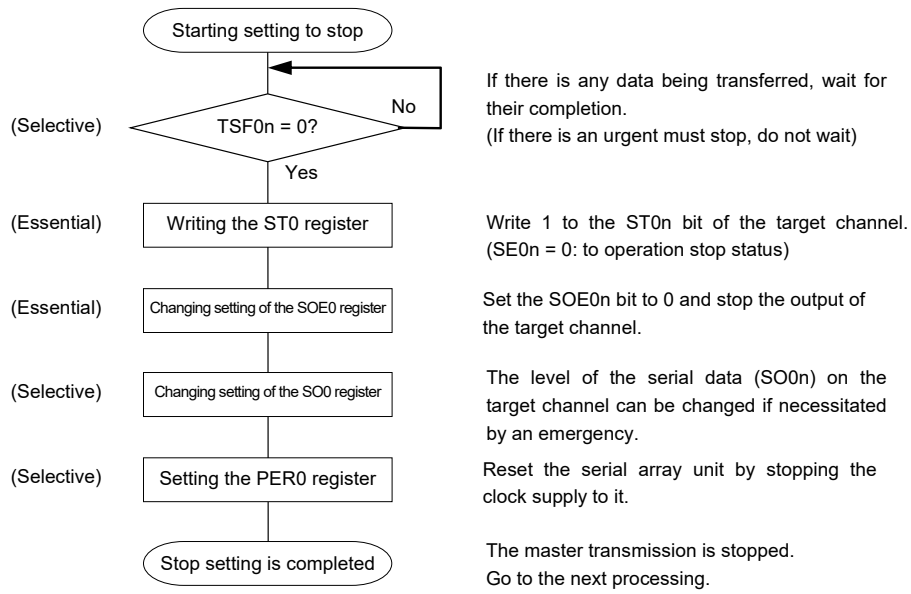 Starting setting to stop
If there is any data being transferred, wait for
their completion.
(If there is an urgent must stop, do not wait)
(Selective)
TSF0n = 0?
No
Yes
(Essential)
Writing the ST0 register
Write 1 to the ST0n bit of the target channel.
(SE0n = 0: to operation stop status)
(Essential)
Changing setting of the SOE0 register
Set the SOE0n bit to 0 and stop the output of
the target channel.
(Selective)
Changing setting of the SO0 register
The level of the serial data (SO0n) on the
target channel can be changed if necessitated
by an emergency.
(Selective)
Setting the PER0 register
Reset the serial array unit by stopping the
clock supply to it.
Stop setting is completed
The master transmission is stopped.
Go to the next processing.